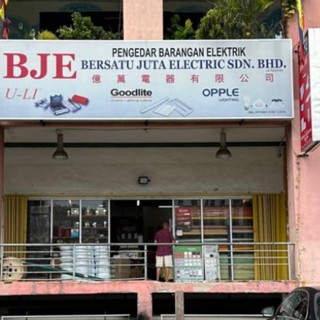 PENGEDAR BARANGAN ELEKTRIK
BJE
BERSATU JUTA ELECTRIC SDN. BHD.
億萬電器有限公司
U-LI
Goodlite
OPPLE
LIGHTING